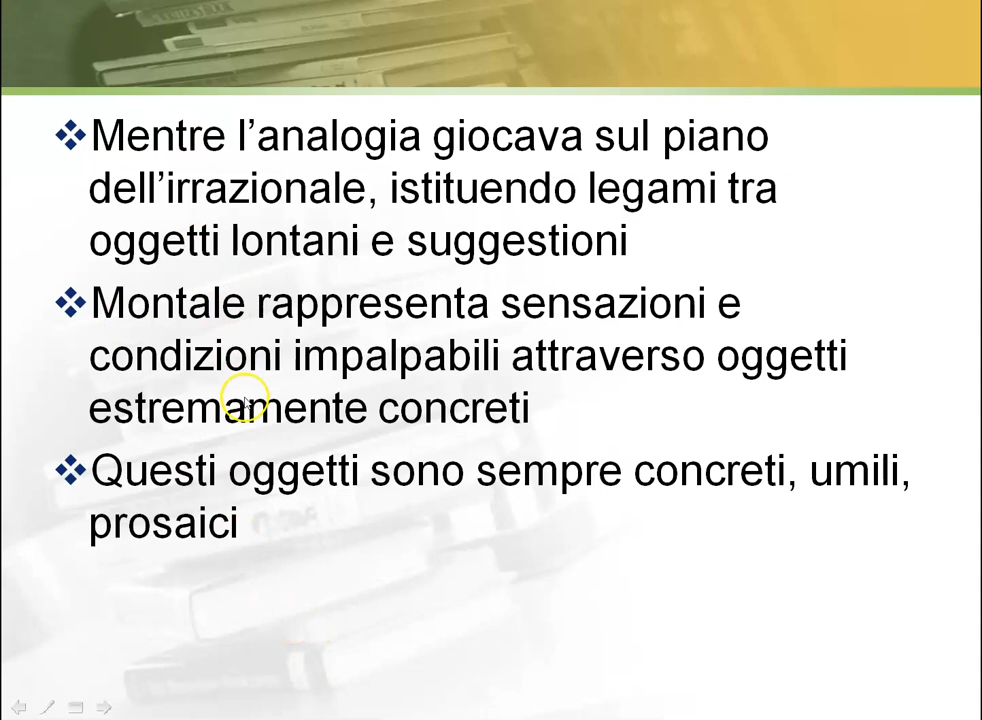 Mentre l’analogia giocava sul piano
dell’irrazionale, istituendo legami tra
oggetti lontani e suggestioni
Montale rappresenta sensazioni e
condizioni impalpabili attraverso oggetti
estremamente concreti
Questi oggetti sono sempre concreti, umili,
prosaici